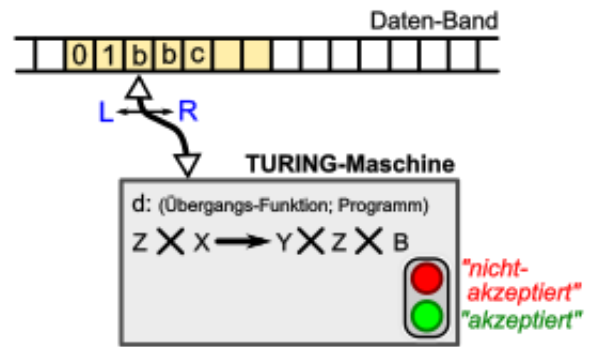 Daten-Band
0 1 b b c
L R
TURING-Maschine
d: (Übergangs-Funktion; Programm)
Z X X → Y X Z X B
"nicht-
akzeptiert"
"akzeptiert"